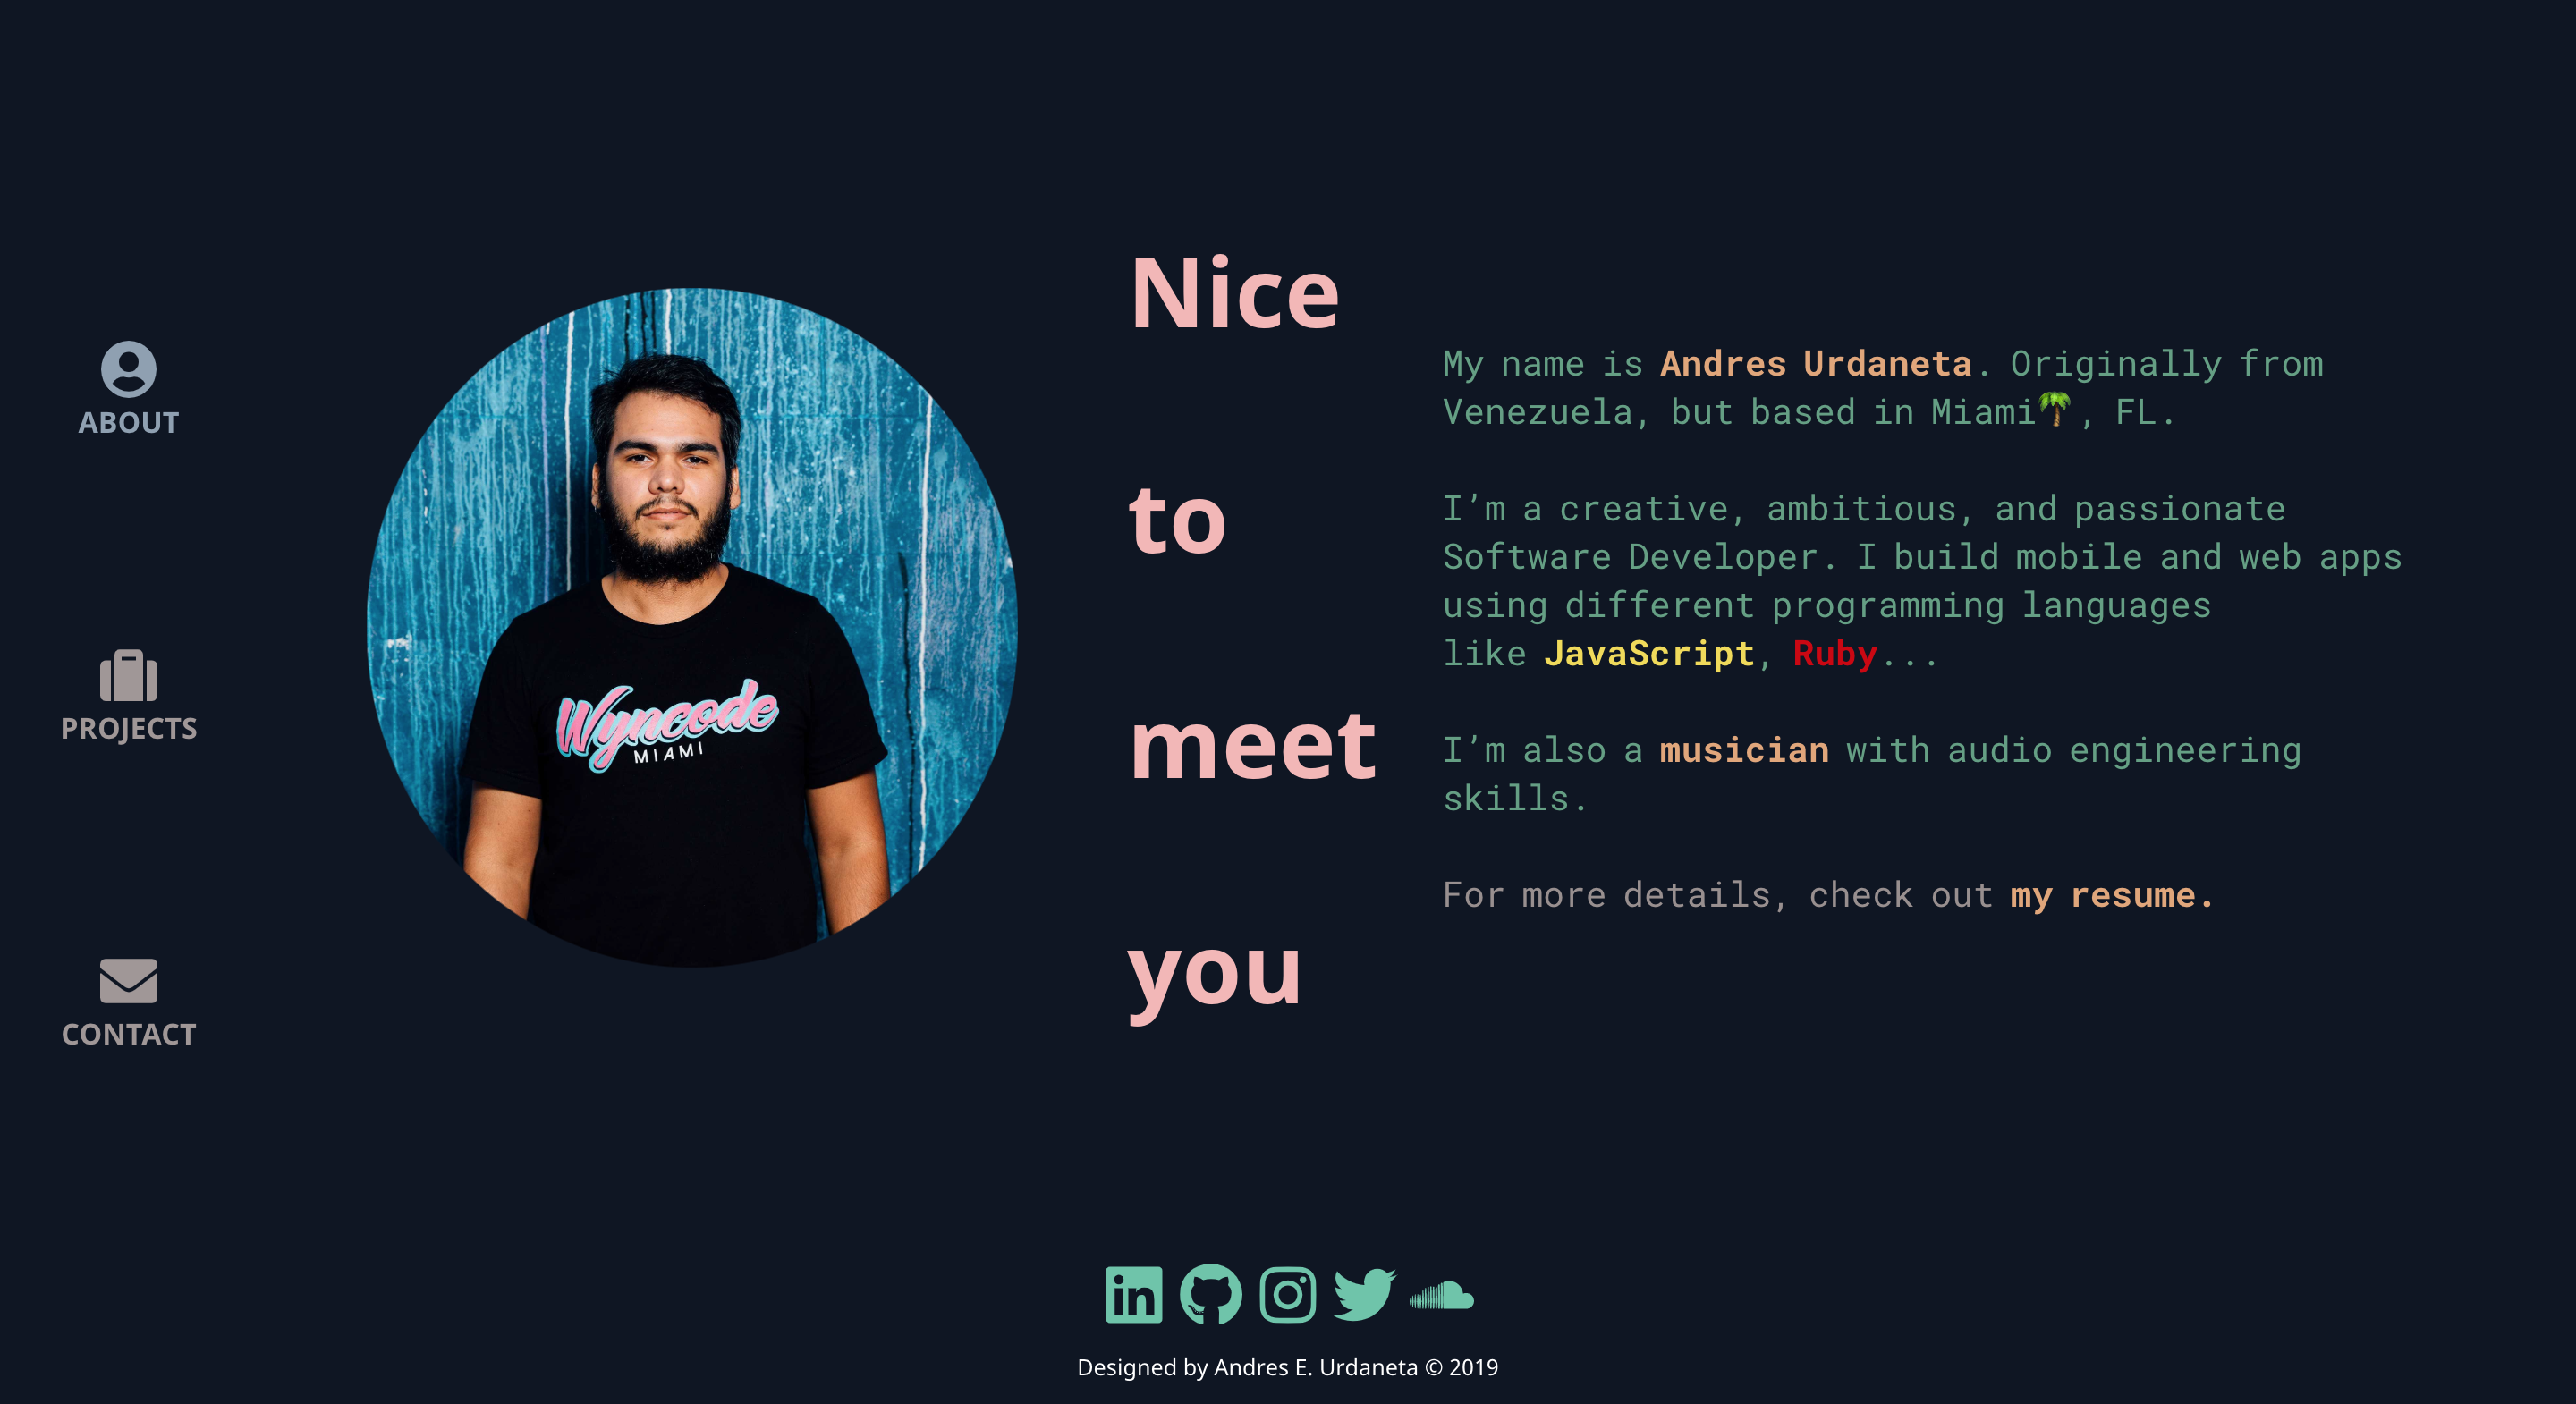 ABOUT
PROJECTS
CONTACT
Wyncode
MIAMI
Nice
to
meet
you
My name is Andres Urdaneta. Originally from
Venezuela, but based in Miami🌴, FL.
I’m a creative, ambitious, and passionate
Software Developer. I build mobile and web apps
using different programming languages
like JavaScript, Ruby...
I’m also a musician with audio engineering
skills.
For more details, check out my resume.
in
Designed by Andres E. Urdaneta © 2019